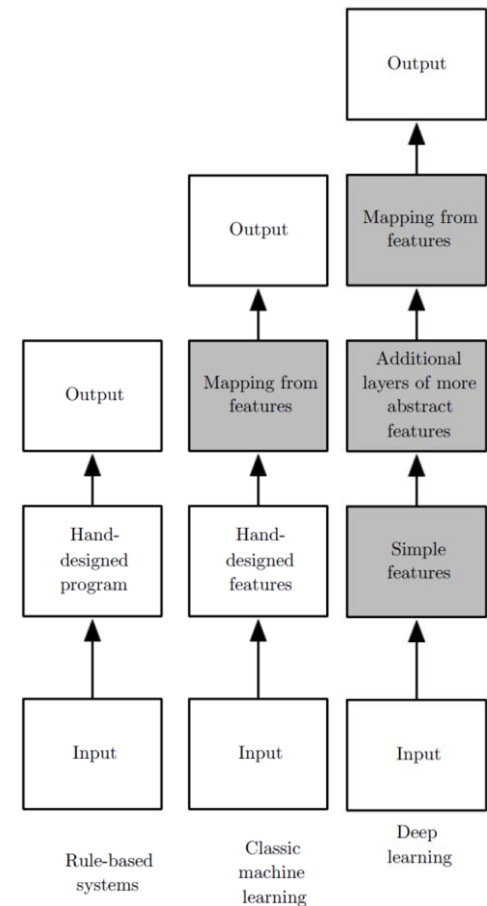 Output
Mapping from
features
Output
Additional
layers of more
abstract
features
Mapping from
features
Output
Hand-
designed
program
Hand-
designed
features
Simple
features
Input
Input
Input
Rule-based
systems
Classic
machine
learning
Deep
learning